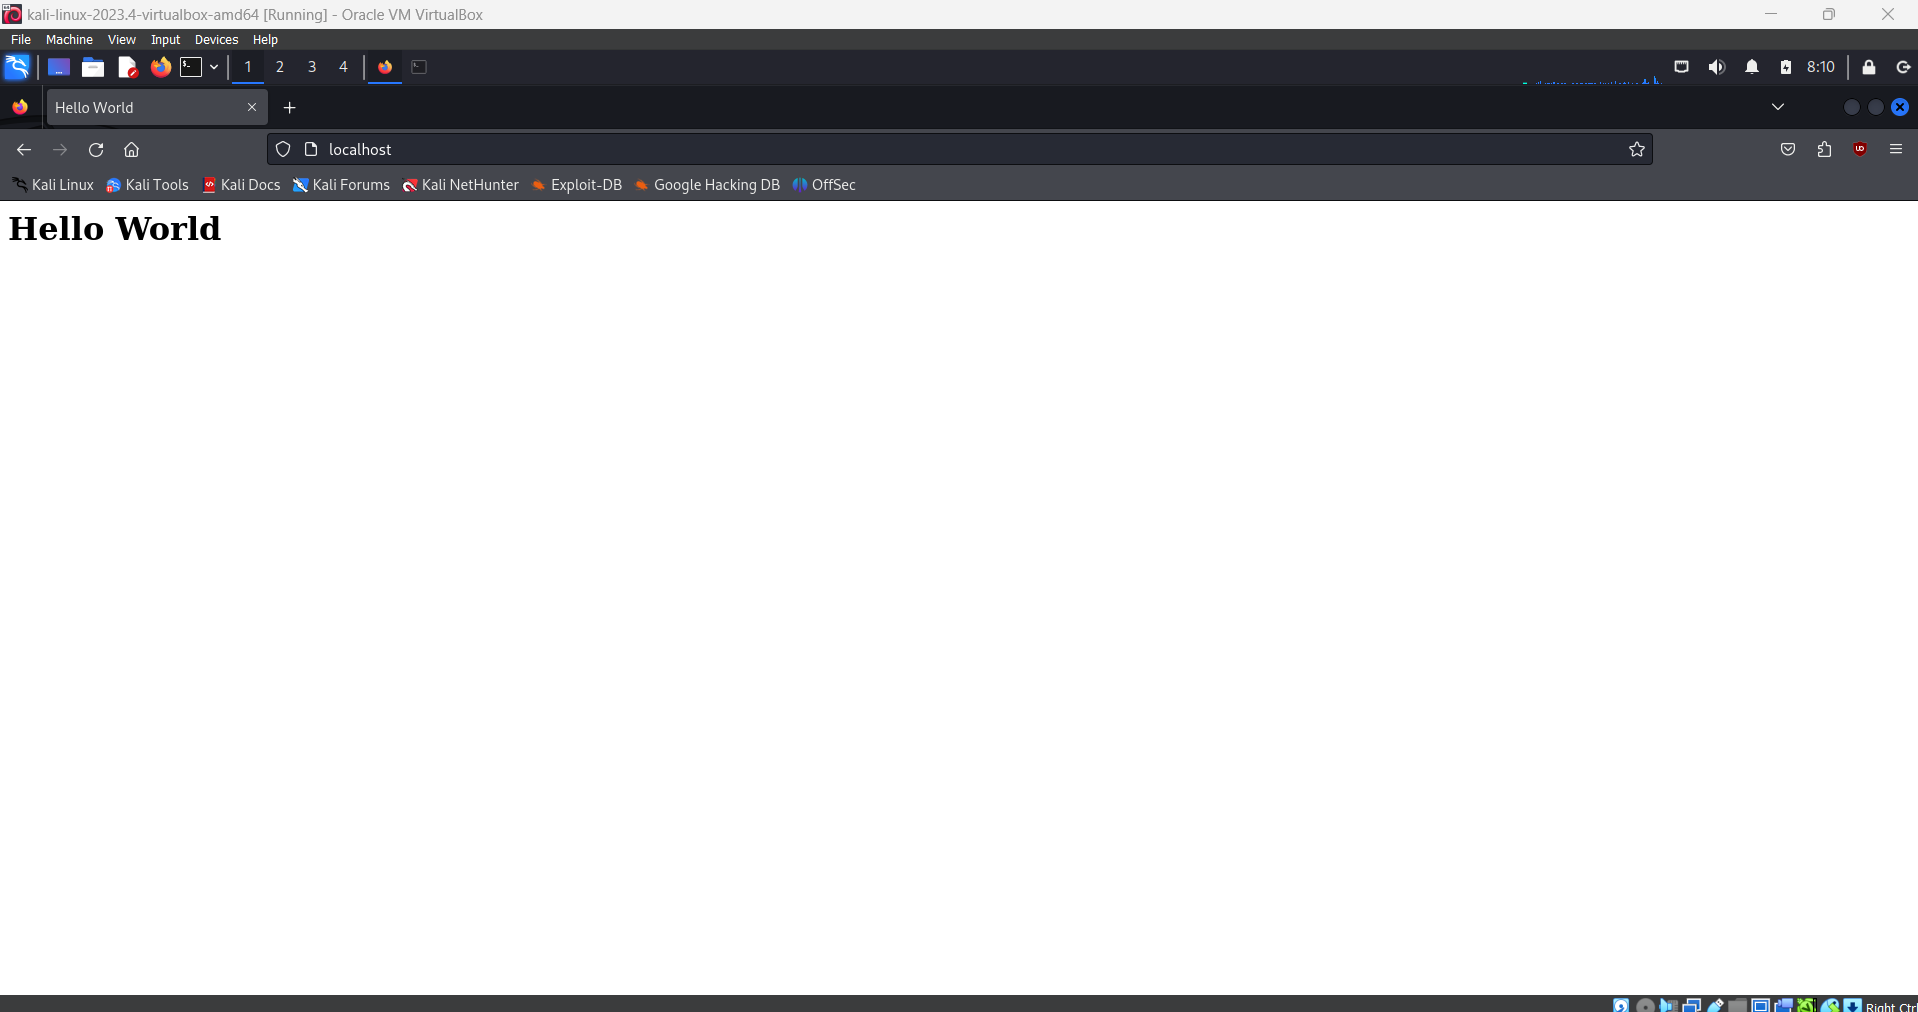 kali-linux-2023.4-virtualbox-amd64 [Running] - Oracle VM VirtualBox
File Machine View Input Devices Help
1 2 3 4 8:10
Hello World
localhost
Kali Linux Kali Tools Kali Docs Kali Forums Kali NetHunter Exploit-DB Google Hacking DB OffSec
Hello World
Right Ctrl